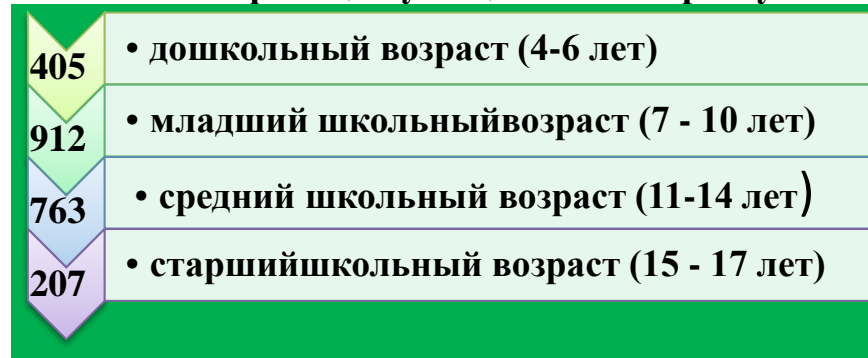 405
• дошкольный возраст (4-6 лет)
912
• младший школьныйвозраст (7 - 10 лет)
763
• средний школьный возраст (11-14 лет)
207
• старшийшкольный возраст (15 - 17 лет)